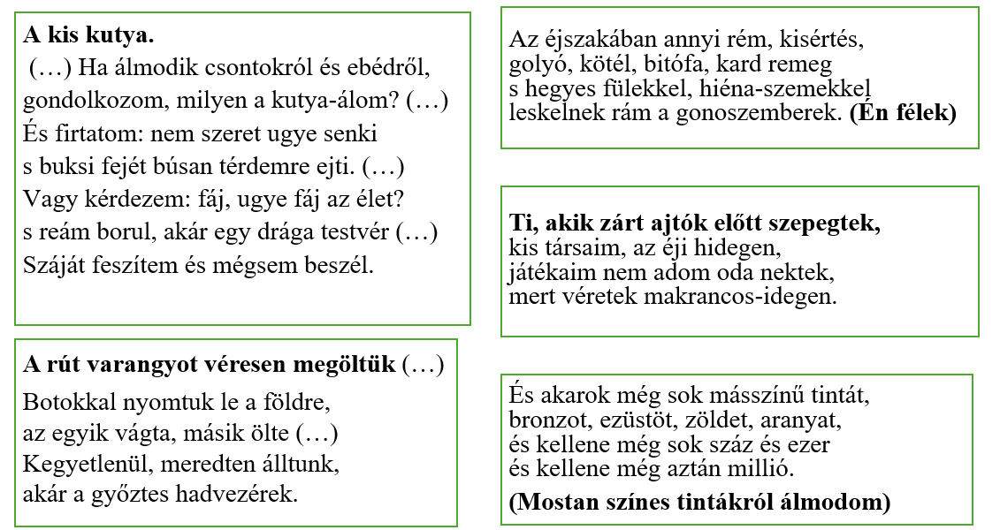 A kis kutya.
(…) Ha álmodik csontokról és ebédről,
gondolkozom, milyen a kutya-álom? (…)
És firtatom: nem szeret ugye senki
s buksi fejét búsan térdemre ejti. (…)
Vagy kérdezem: fáj, ugye fáj az élet?
s reám borul, akár egy drága testvér (…)
Száját feszítem és mégsem beszél.
A rút varangyot véresen megöltük (…)
Botokkal nyomtuk le a földre,
az egyik vágta, másik ölte (…)
Kegyetlenül, meredten álltunk,
akár a győztes hadvezérek.
Az éjszakában annyi rém, kisértés,
golyó, kötél, bitófa, kard remeg
s hegyes fülekkel, hiéna-szemekkel
leskelnek rám a gonoszemberek. (Én félek)
Ti, akik zárt ajtók előtt szepegtek,
kis társaim, az éji hidegen,
játékaim nem adom oda nektek,
mert véretek makrancos-idegen.
És akarok még sok másszínű tintát,
bronzot, ezüstöt, zöldet, aranyat,
és kellene még sok száz és ezer
és kellene még aztán millió.
(Mostan színes tintákról álmodom)